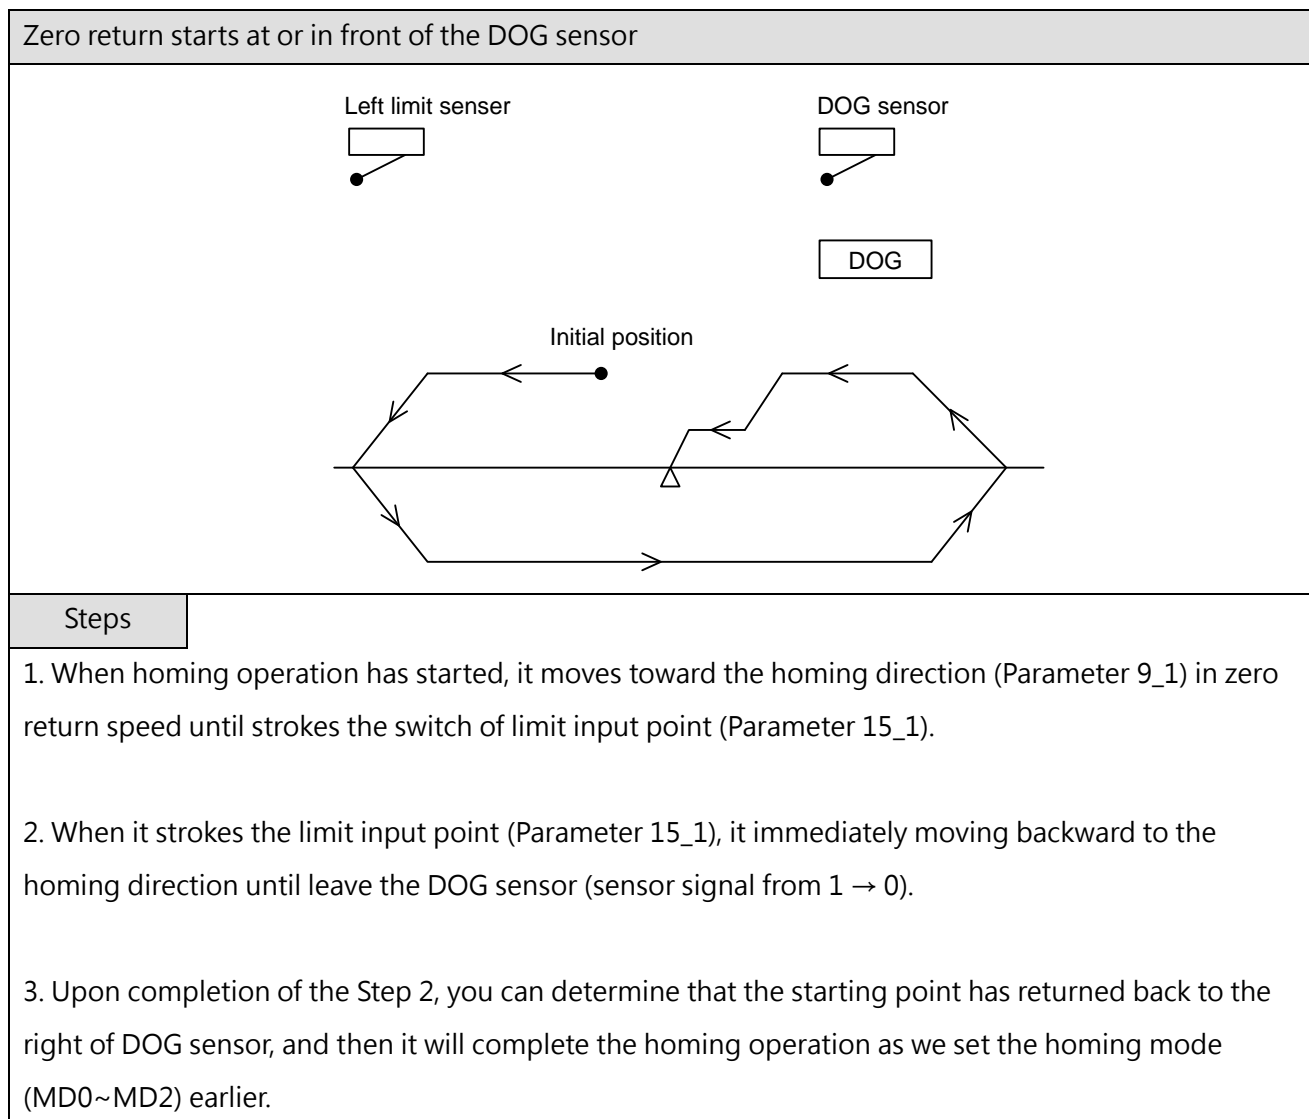 Zero return starts at or in front of the DOG sensor
Left limit senser
DOG sensor
DOG
Initial position
Steps
1. When homing operation has started, it moves toward the homing direction (Parameter 9_1) in zero
return speed until strokes the switch of limit input point (Parameter 15_1).
2. When it strokes the limit input point (Parameter 15_1), it immediately moving backward to the
homing direction until leave the DOG sensor (sensor signal from 1 → 0).
3. Upon completion of the Step 2, you can determine that the starting point has returned back to the
right of DOG sensor, and then it will complete the homing operation as we set the homing mode
(MD0~MD2) earlier.